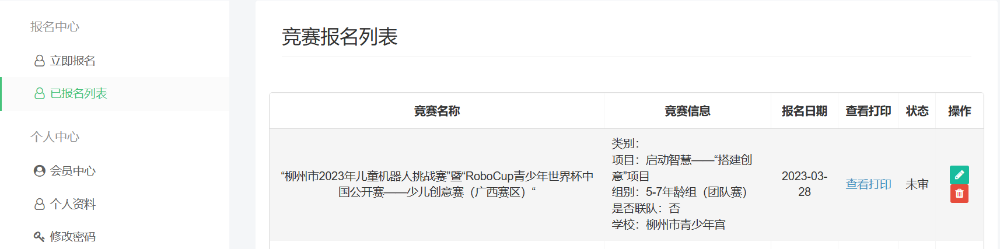 报名中心
立即报名
已报名列表
个人中心
会员中心
个人资料
修改密码
竞赛报名列表
竞赛名称 竞赛信息 报名日期 查看打印 状态 操作
“柳州市2023年儿童机器人挑战赛”暨“RoboCup青少年世界杯中
国公开赛——少儿创意赛（广西赛区）“
类别：
项目：启动智慧——“搭建创
意”项目
组别：5-7年龄组（团队赛）
是否联队：否
学校：柳州市青少年宫
2023-03-
28
查看打印
未审